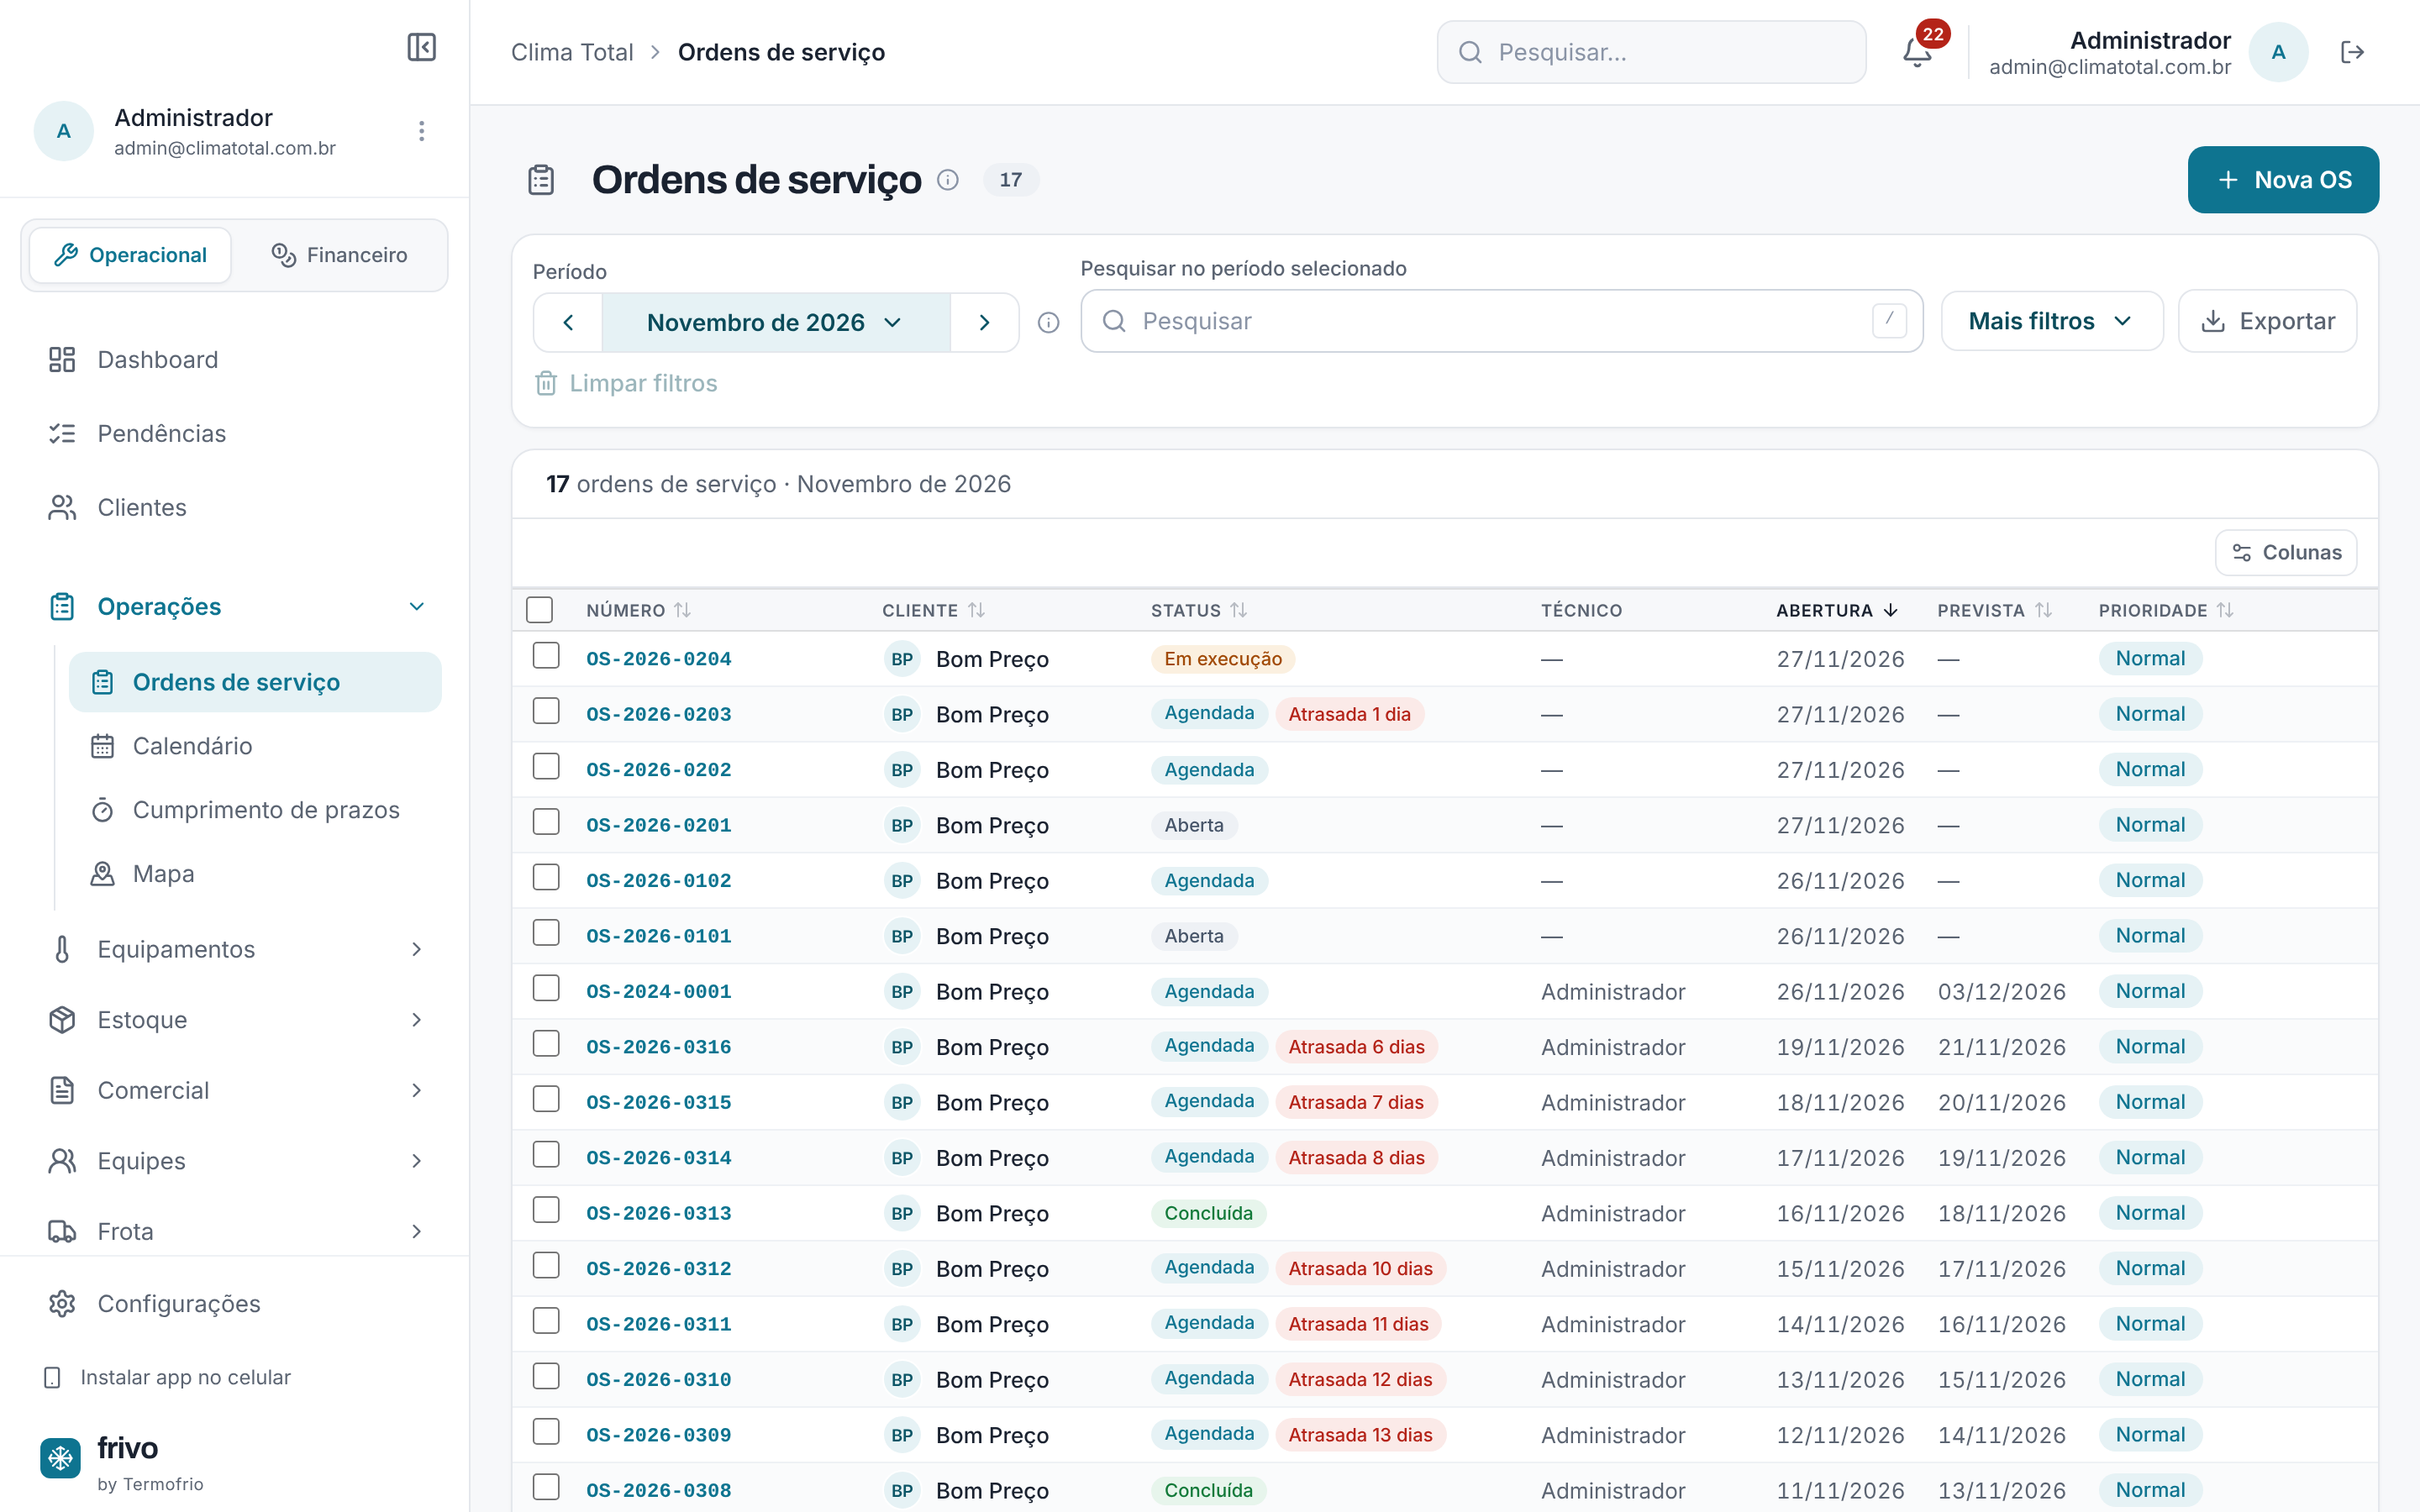 Clima Total > Ordens de serviço
Pesquisar...
22
Administrador
admin@climatotal.com.br
A
A
Administrador
admin@climatotal.com.br
Operacional
Financeiro
Dashboard
Pendências
Clientes
Operações
Ordens de serviço
Calendário
Cumprimento de prazos
Mapa
Equipamentos
Estoque
Comercial
Equipes
Frota
Configurações
Instalar app no celular
frivo
by Termofrio
Ordens de serviço 17
+ Nova OS
Período
Novembro de 2026
Pesquisar no período selecionado
Pesquisar /
Mais filtros
Exportar
Limpar filtros
17 ordens de serviço · Novembro de 2026
Colunas
NÚMERO CLIENTE STATUS TÉCNICO ABERTURA PREVISTA PRIORIDADE
OS-2026-0204 BP Bom Preço Em execução — 27/11/2026 — Normal
OS-2026-0203 BP Bom Preço Agendada Atrasada 1 dia — 27/11/2026 — Normal
OS-2026-0202 BP Bom Preço Agendada — 27/11/2026 — Normal
OS-2026-0201 BP Bom Preço Aberta — 27/11/2026 — Normal
OS-2026-0102 BP Bom Preço Agendada — 26/11/2026 — Normal
OS-2026-0101 BP Bom Preço Aberta — 26/11/2026 — Normal
OS-2024-0001 BP Bom Preço Agendada Administrador 26/11/2026 03/12/2026 Normal
OS-2026-0316 BP Bom Preço Agendada Atrasada 6 dias Administrador 19/11/2026 21/11/2026 Normal
OS-2026-0315 BP Bom Preço Agendada Atrasada 7 dias Administrador 18/11/2026 20/11/2026 Normal
OS-2026-0314 BP Bom Preço Agendada Atrasada 8 dias Administrador 17/11/2026 19/11/2026 Normal
OS-2026-0313 BP Bom Preço Concluída Administrador 16/11/2026 18/11/2026 Normal
OS-2026-0312 BP Bom Preço Agendada Atrasada 10 dias Administrador 15/11/2026 17/11/2026 Normal
OS-2026-0311 BP Bom Preço Agendada Atrasada 11 dias Administrador 14/11/2026 16/11/2026 Normal
OS-2026-0310 BP Bom Preço Agendada Atrasada 12 dias Administrador 13/11/2026 15/11/2026 Normal
OS-2026-0309 BP Bom Preço Agendada Atrasada 13 dias Administrador 12/11/2026 14/11/2026 Normal
OS-2026-0308 BP Bom Preço Concluída Administrador 11/11/2026 13/11/2026 Normal